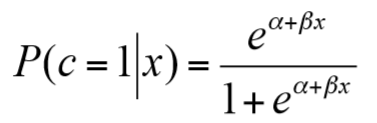 P(c = 1|x) = e^{α+βx} / (1 + e^{α+βx})